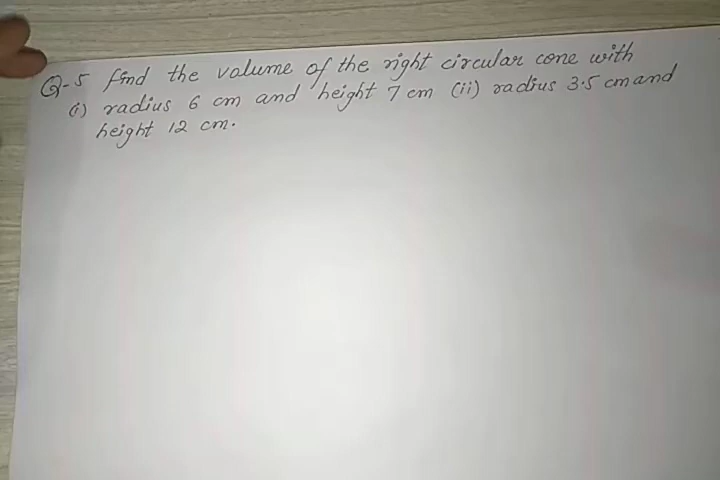 Q-5 find the volume of the right circular cone with
(i) radius 6 cm and height 7 cm (ii) radius 3.5 cm and
height 12 cm.